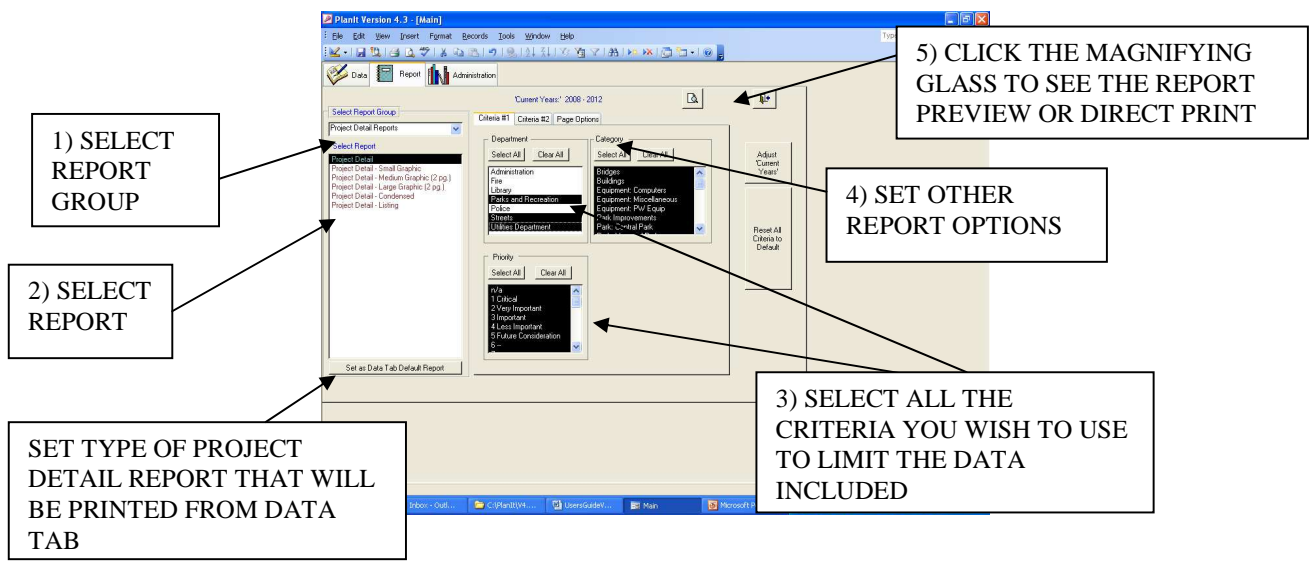 PlanIt Version 4.3 - [Main]
File Edit View Insert Format Records Tools Window Help
Data Report Administration
'Current Years:' 2008 - 2012
Select Report Group
Project Detail Reports
Select Report
Project Detail
Project Detail - Small Graphic
Project Detail - Medium Graphic (2 pg.)
Project Detail - Large Graphic (2 pg.)
Project Detail - Condensed
Project Detail - Listing
Set as Data Tab Default Report
Criteria #1 Criteria #2 Page Options
Department
Select All Clear All
Administration
Fire
Library
Parks and Recreation
Police
Streets
Utilities Department
Category
Select All Clear All
Bridges
Buildings
Equipment: Computers
Equipment: Miscellaneous
Equipment: PW Equip
Park Improvements
Park: Central Park
Priority
Select All Clear All
n/a
1 Critical
2 Very Important
3 Important
4 Less Important
5 Future Consideration
6 --
Adjust
'Current
Years'
Reset All
Criteria to
Default
1) SELECT
REPORT
GROUP
2) SELECT
REPORT
SET TYPE OF PROJECT
DETAIL REPORT THAT WILL
BE PRINTED FROM DATA
TAB
5) CLICK THE MAGNIFYING
GLASS TO SEE THE REPORT
PREVIEW OR DIRECT PRINT
4) SET OTHER
REPORT OPTIONS
3) SELECT ALL THE
CRITERIA YOU WISH TO USE
TO LIMIT THE DATA
INCLUDED
Inbox - Outl... C:\PlanIt\V4.... UsersGuideV... Main Microsoft P